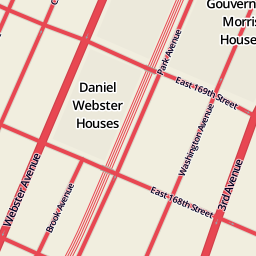 Gouvern
Morris
Houses
Daniel
Webster
Houses
Park Avenue
East 169th Street
Washington Avenue
Webster Avenue
Brook Avenue
East 168th Street
3rd Avenue